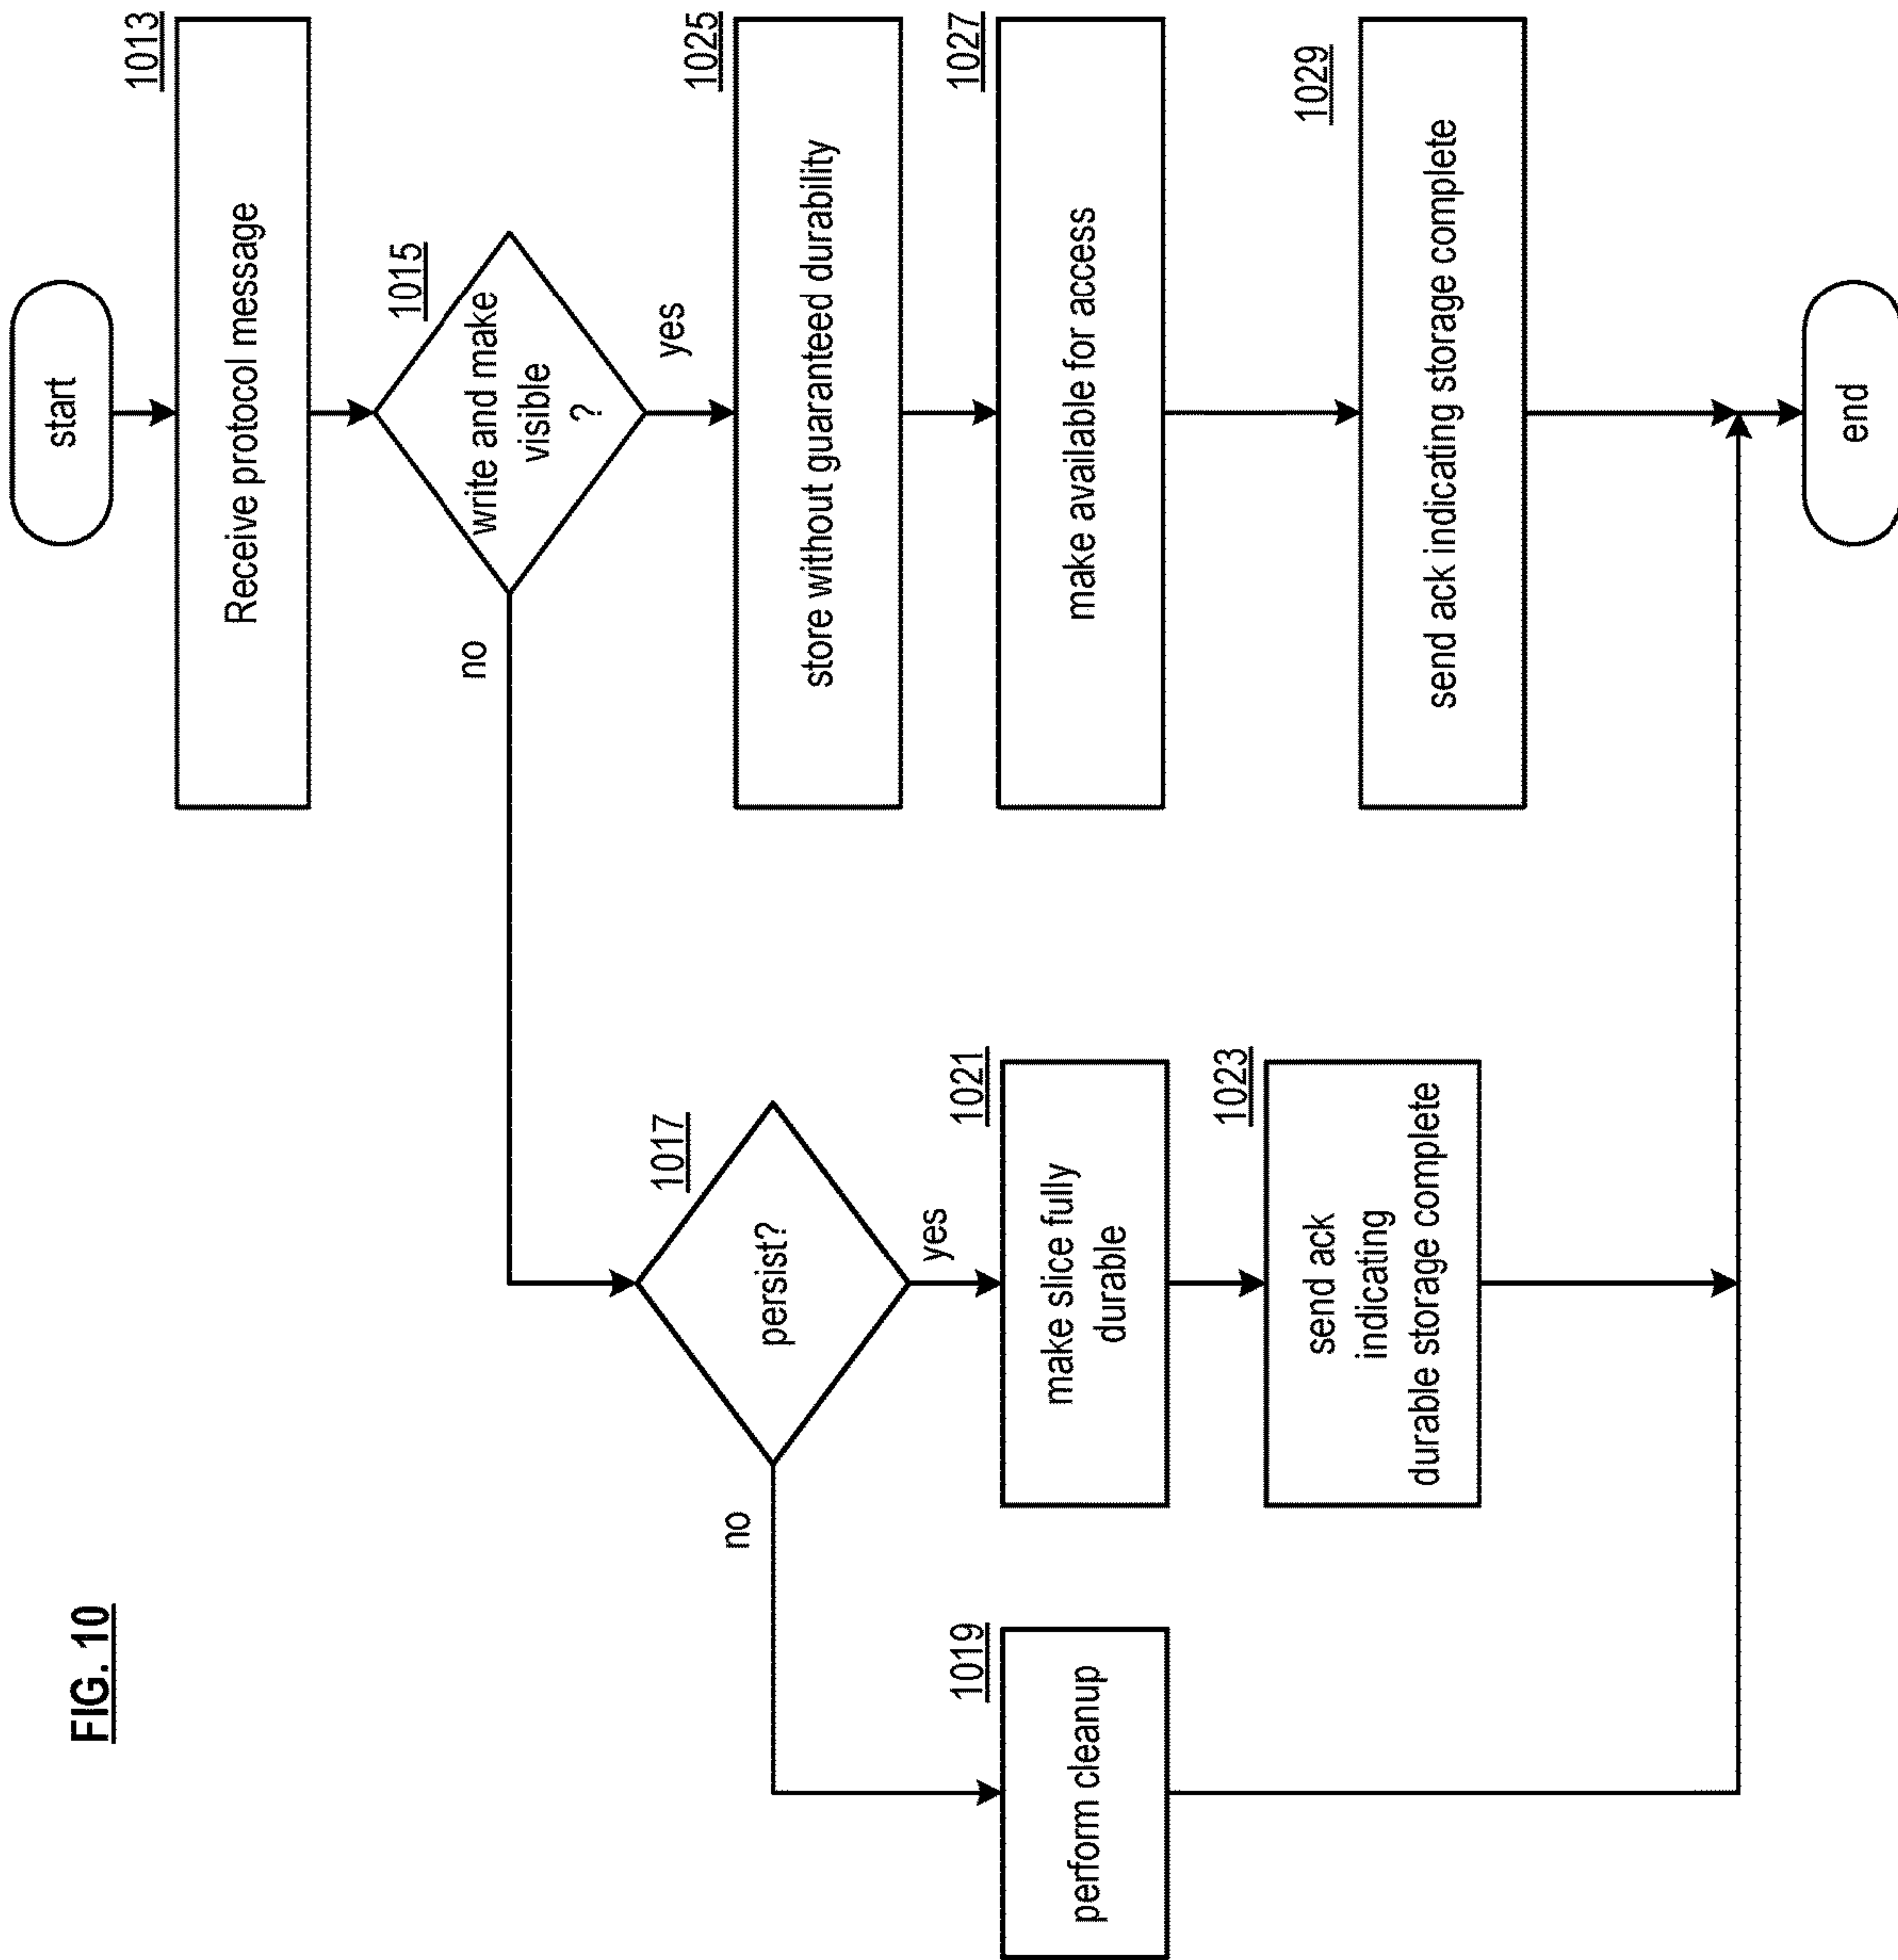 FIG. 10
start
1013
Receive protocol message
1015
write and make
visible
?
no
yes
1017
persist?
no
yes
1025
store without guaranteed durability
1019
perform cleanup
1021
make slice fully
durable
1027
make available for access
1023
send ack
indicating
durable storage complete
1029
send ack indicating storage complete
end